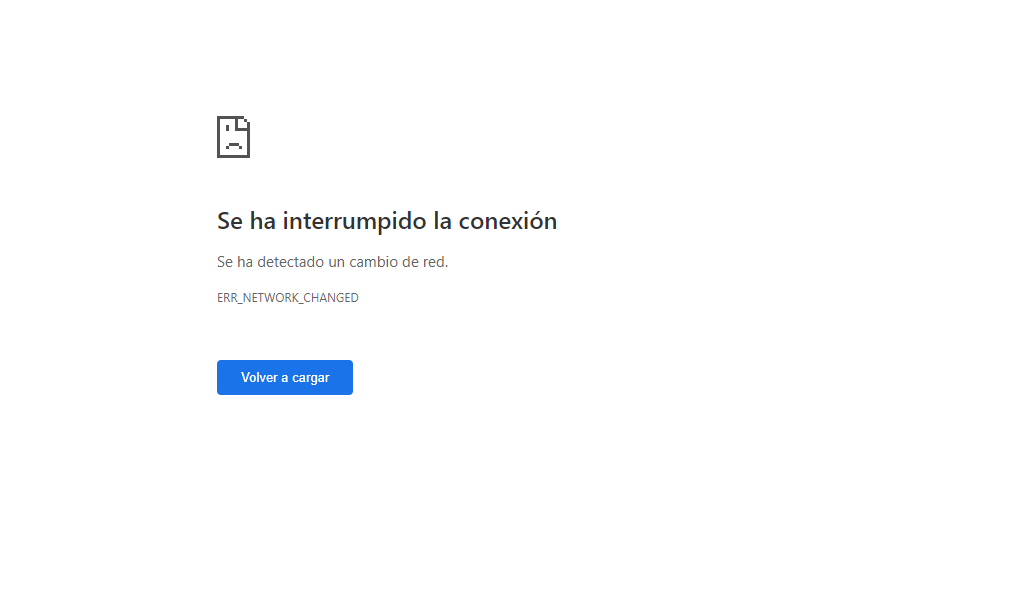 Se ha interrumpido la conexión
Se ha detectado un cambio de red.
ERR_NETWORK_CHANGED
Volver a cargar